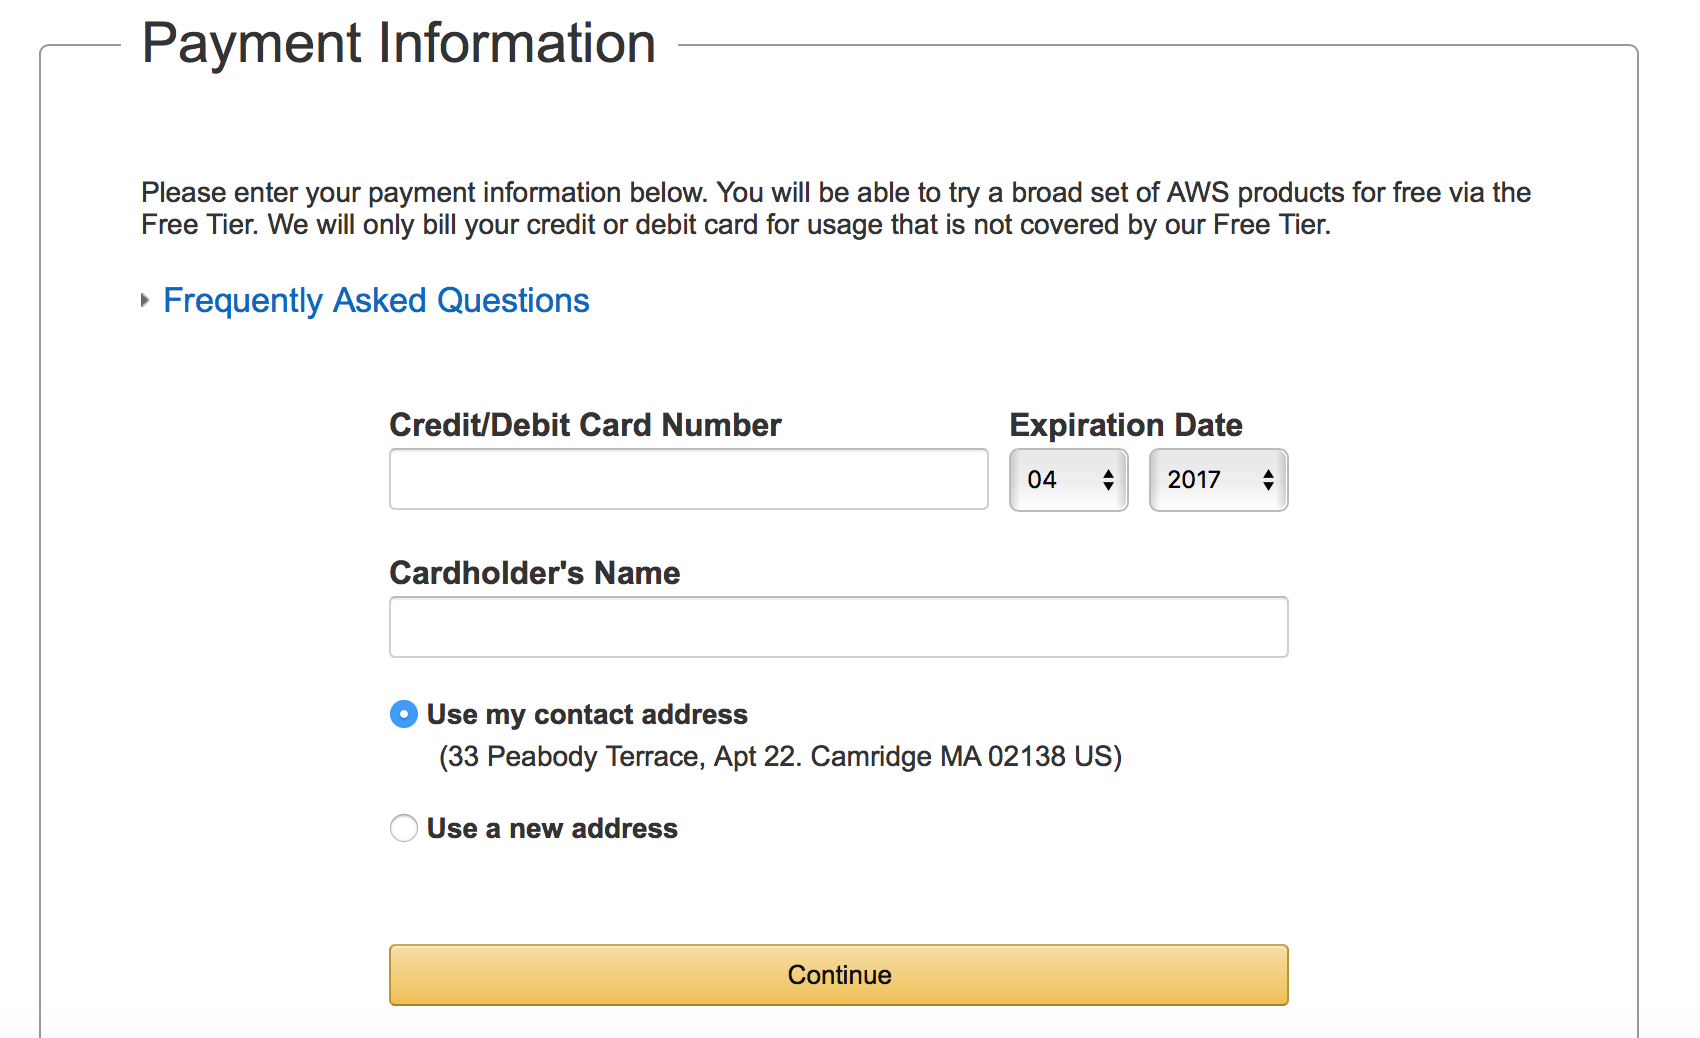 Payment Information
Please enter your payment information below. You will be able to try a broad set of AWS products for free via the
Free Tier. We will only bill your credit or debit card for usage that is not covered by our Free Tier.
Frequently Asked Questions
Credit/Debit Card Number
Expiration Date
04
2017
Cardholder's Name
Use my contact address
(33 Peabody Terrace, Apt 22. Camridge MA 02138 US)
Use a new address
Continue